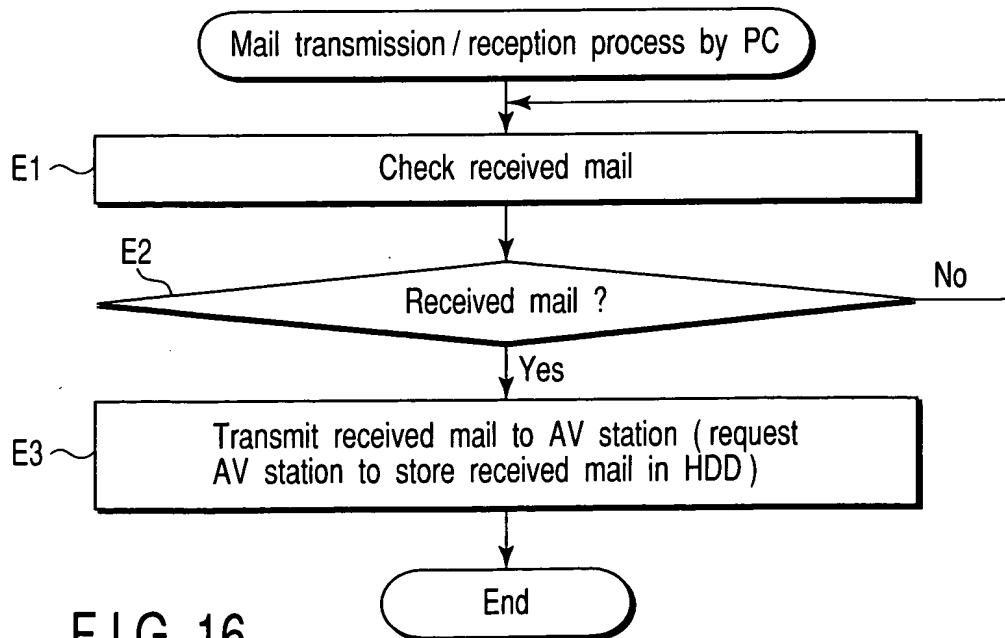 Mail transmission / reception process by PC
E1
Check received mail
E2
Received mail ?
No
Yes
E3
Transmit received mail to AV station ( request
AV station to store received mail in HDD )
End
FIG. 16